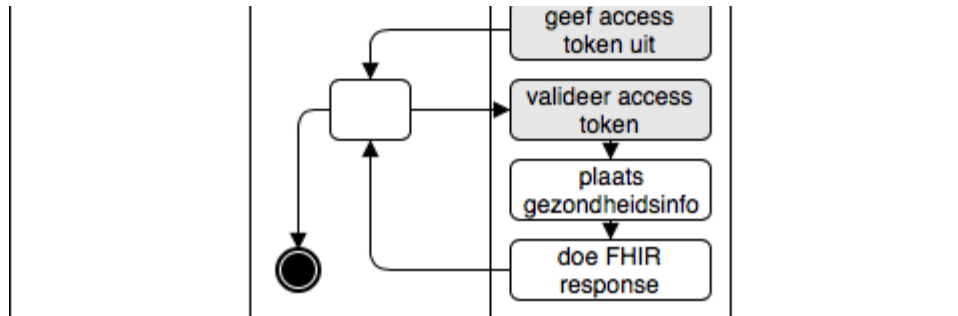 geef access
token uit
valideer access
token
plaats
gezondheidsinfo
doe FHIR
response